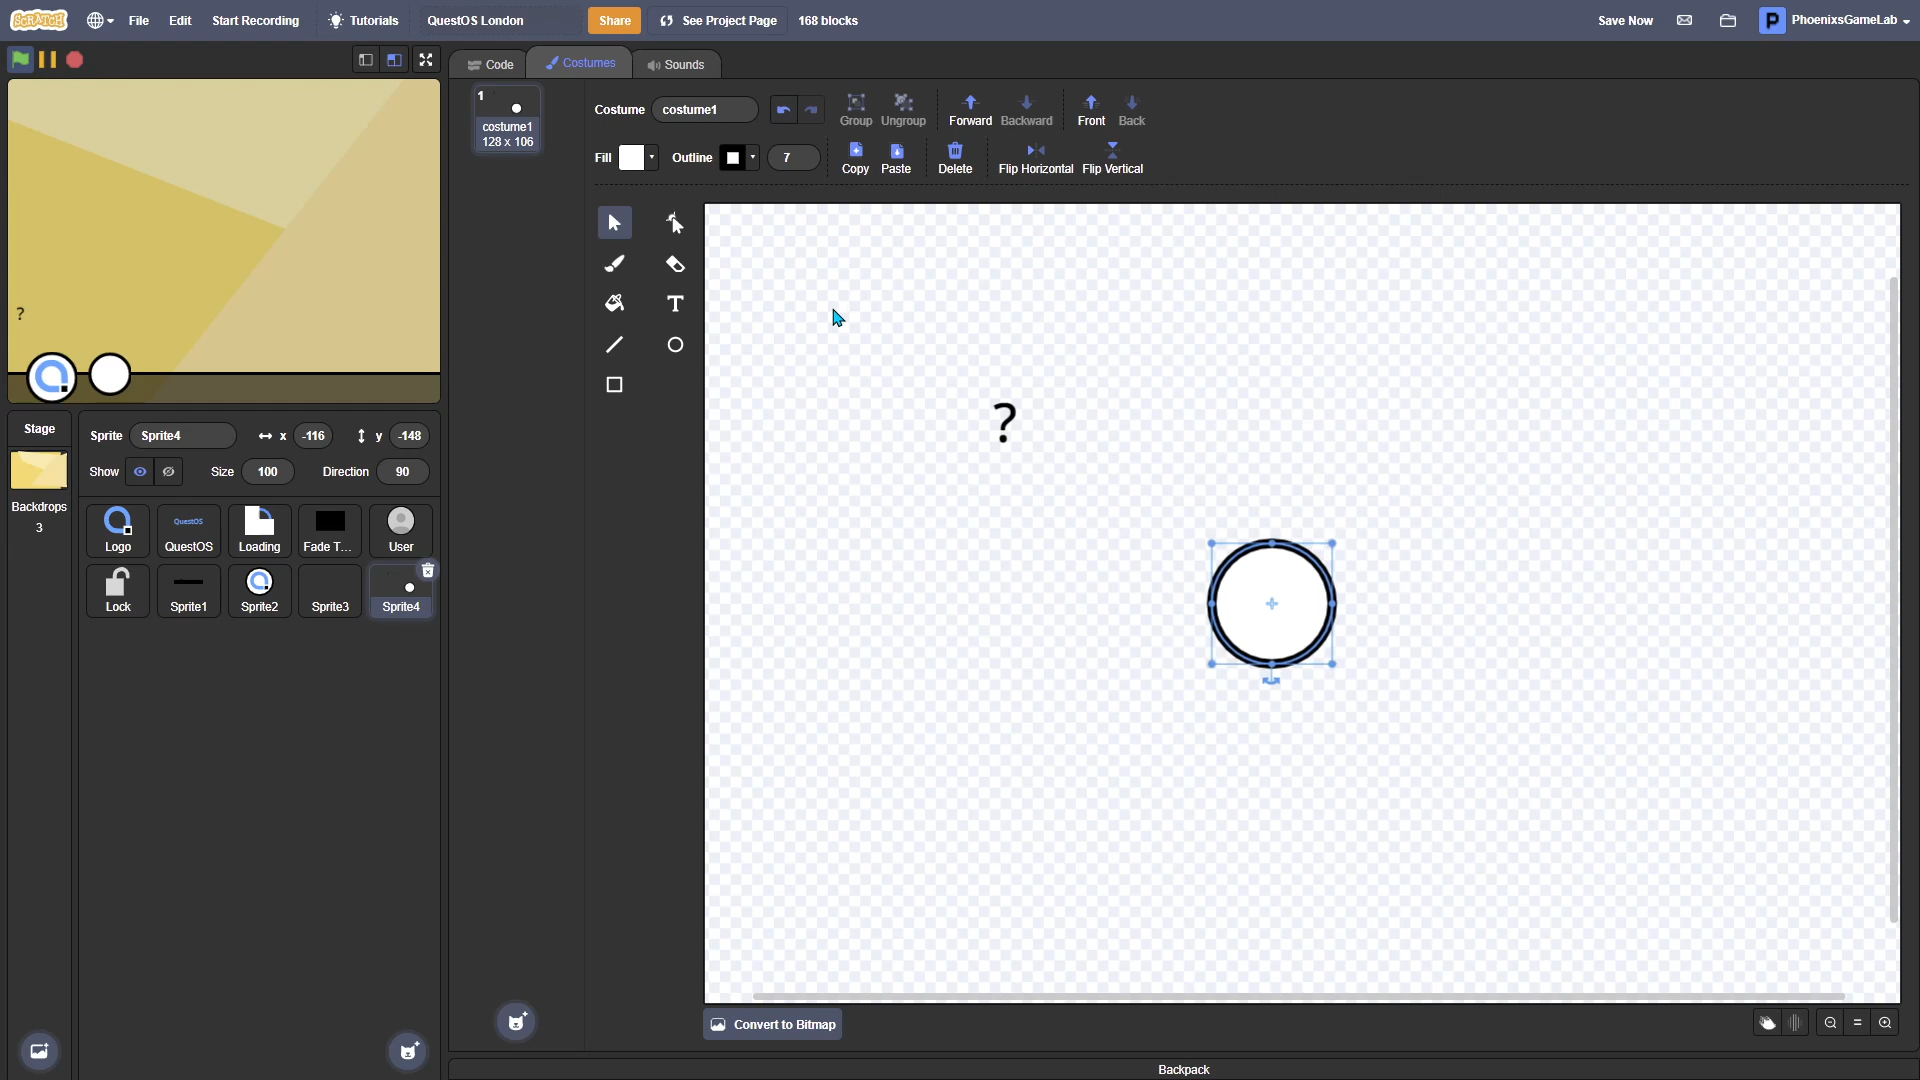 SCRATCH File Edit Start Recording Tutorials QuestOS London Share See Project Page 168 blocks Save Now P PhoenixsGameLab
Code Costumes Sounds
1
costume1
128 x 106
Costume costume1 Group Ungroup Forward Backward Front Back
Fill Outline 7 Copy Paste Delete Flip Horizontal Flip Vertical
T
?
?
Stage
Backdrops
3
Sprite Sprite4 x -116 y -148
Show Size 100 Direction 90
QuestOS
Logo QuestOS Loading Fade T... User
Lock Sprite1 Sprite2 Sprite3 Sprite4
Convert to Bitmap
Backpack